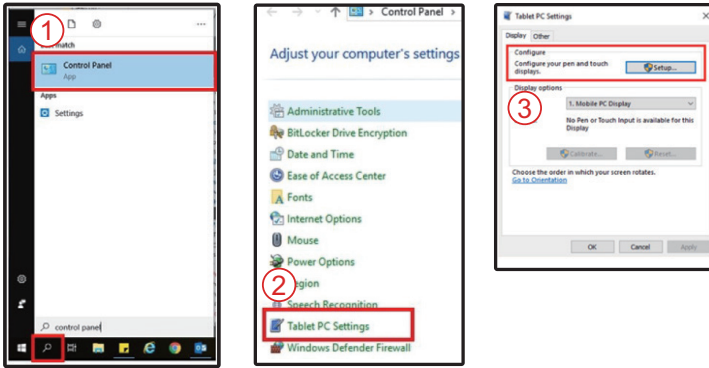 1
match
Control Panel
App
Apps
Settings
control panel
Control Panel
Adjust your computer's settings
Administrative Tools
BitLocker Drive Encryption
Date and Time
Ease of Access Center
Fonts
Internet Options
Mouse
Power Options
2
egion
Speech Recognition
Tablet PC Settings
Windows Defender Firewall
Tablet PC Settings
Display Other
Configure
Configure your pen and touch
displays.
Setup...
Display options
3
1. Mobile PC Display
No Pen or Touch Input is available for this
Display
Calibrate...
Reset...
Choose the order in which your screen rotates.
Go to Orientation
OK Cancel Apply